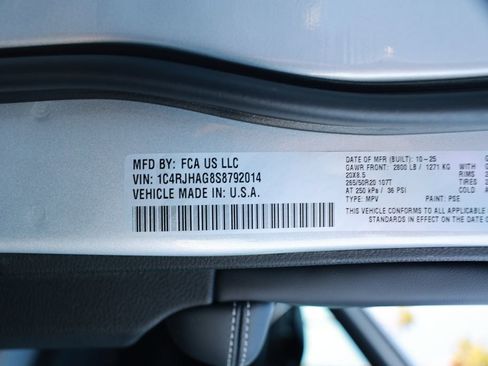 MFD BY: FCA US LLC
VIN: 1C4RJHAG8S8792014
VEHICLE MADE IN: U.S.A.
DATE OF MFR (BUILT): 10-25
GAWR FRONT: 2800 LB / 1271 KG
20X8.5 RIMS
265/50R20 107T TIRES
AT 250 kPa / 36 PSI COLD
TYPE: MPV PAINT: PSE
THIS VEHICLE CONFORMS TO ALL APPLICABLE
STANDARDS IN EFFECT ON THE DATE